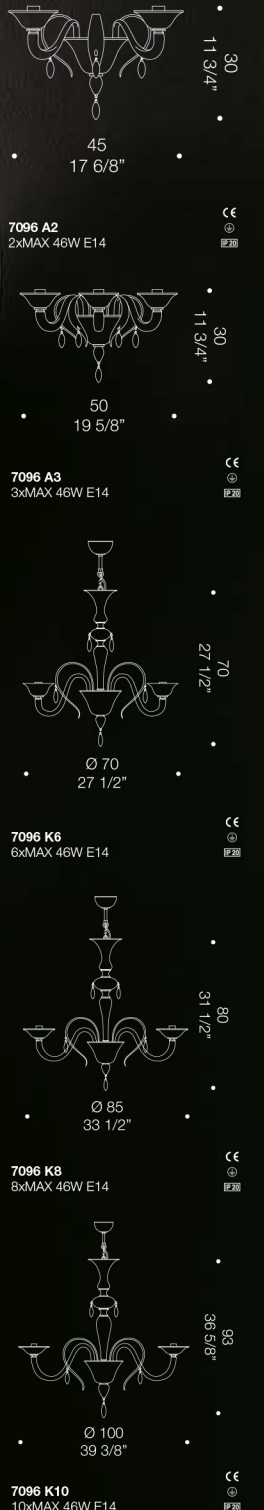 30
11 3/4”
45
17 6/8”
7096 A2
2xMAX 46W E14
CE
IP 20
30
11 3/4”
50
19 5/8”
7096 A3
3xMAX 46W E14
CE
IP 20
70
27 1/2”
Ø 70
27 1/2”
7096 K6
6xMAX 46W E14
CE
IP 20
80
31 1/2”
Ø 85
33 1/2”
7096 K8
8xMAX 46W E14
CE
IP 20
93
36 5/8”
Ø 100
39 3/8”
7096 K10
10xMAX 46W E14
CE
IP 20